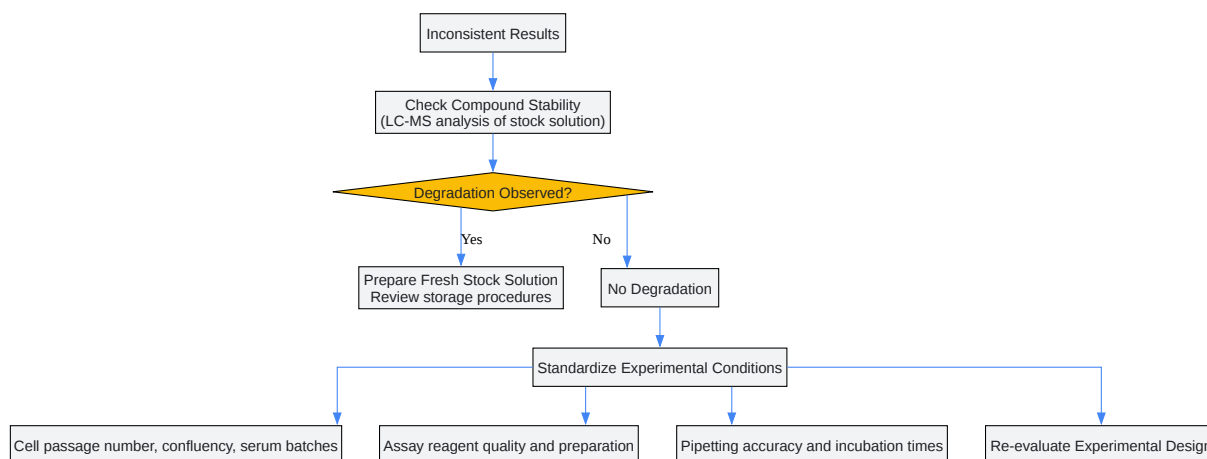 Inconsistent Results
Check Compound Stability
(LC-MS analysis of stock solution)
Degradation Observed?
Yes
No
Prepare Fresh Stock Solution
Review storage procedures
No Degradation
Standardize Experimental Conditions
Cell passage number, confluency, serum batches
Assay reagent quality and preparation
Pipetting accuracy and incubation times
Re-evaluate Experimental Design